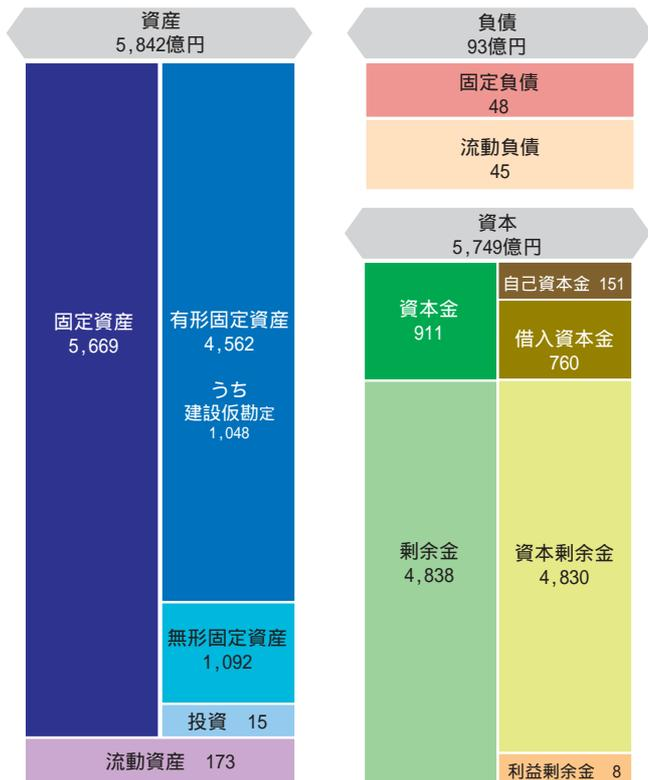 資産
5,842億円
固定資産
5,669
有形固定資産
4,562
うち
建設仮勘定
1,048
無形固定資産
1,092
投資 15
流動資産 173
負債
93億円
固定負債
48
流動負債
45
資本
5,749億円
資本金
911
自己資本金 151
借入資本金
760
剰余金
4,838
資本剰余金
4,830
利益剰余金 8